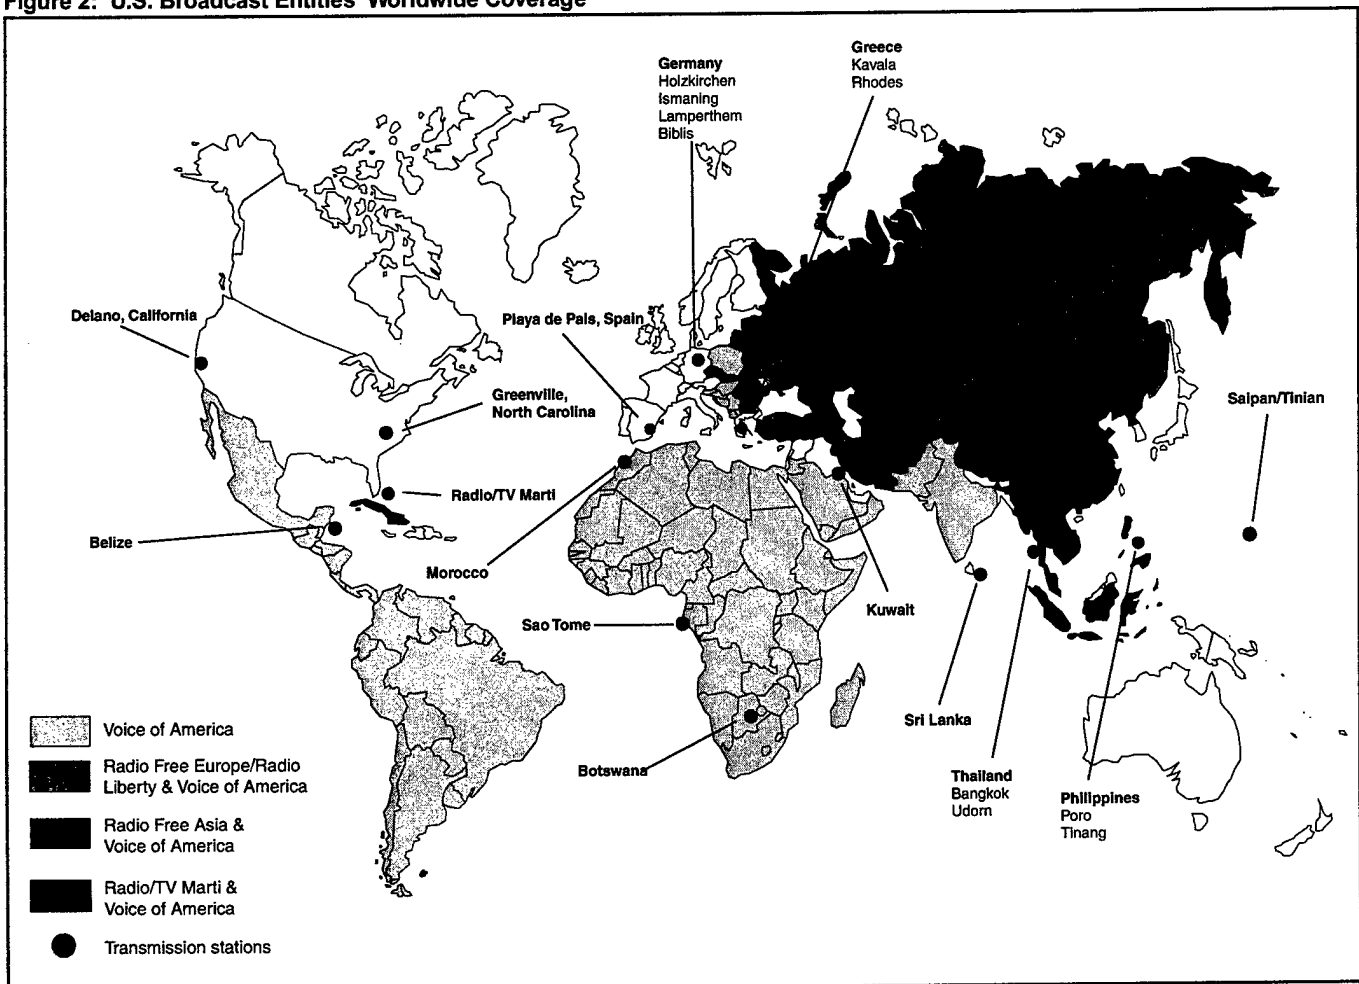 Figure 2: U.S. Broadcast Entities' Worldwide Coverage
Greece
Kavala
Rhodes
Germany
Holzkirchen
Ismaning
Lamperthem
Biblis
Delano, California
Playa de Pals, Spain
Greenville,
North Carolina
Saipan/Tinian
Radio/TV Marti
Belize
Morocco
Kuwait
Sao Tome
Sri Lanka
Botswana
Thailand
Bangkok
Udorn
Philippines
Poro
Tinang
Voice of America
Radio Free Europe/Radio
Liberty & Voice of America
Radio Free Asia &
Voice of America
Radio/TV Marti &
Voice of America
Transmission stations